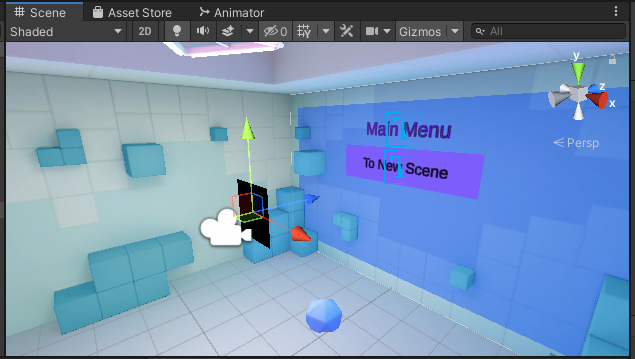 Scene Asset Store Animator
Shaded 2D 0 Gizmos All
y
z
x
Persp
Main Menu
To New Scene